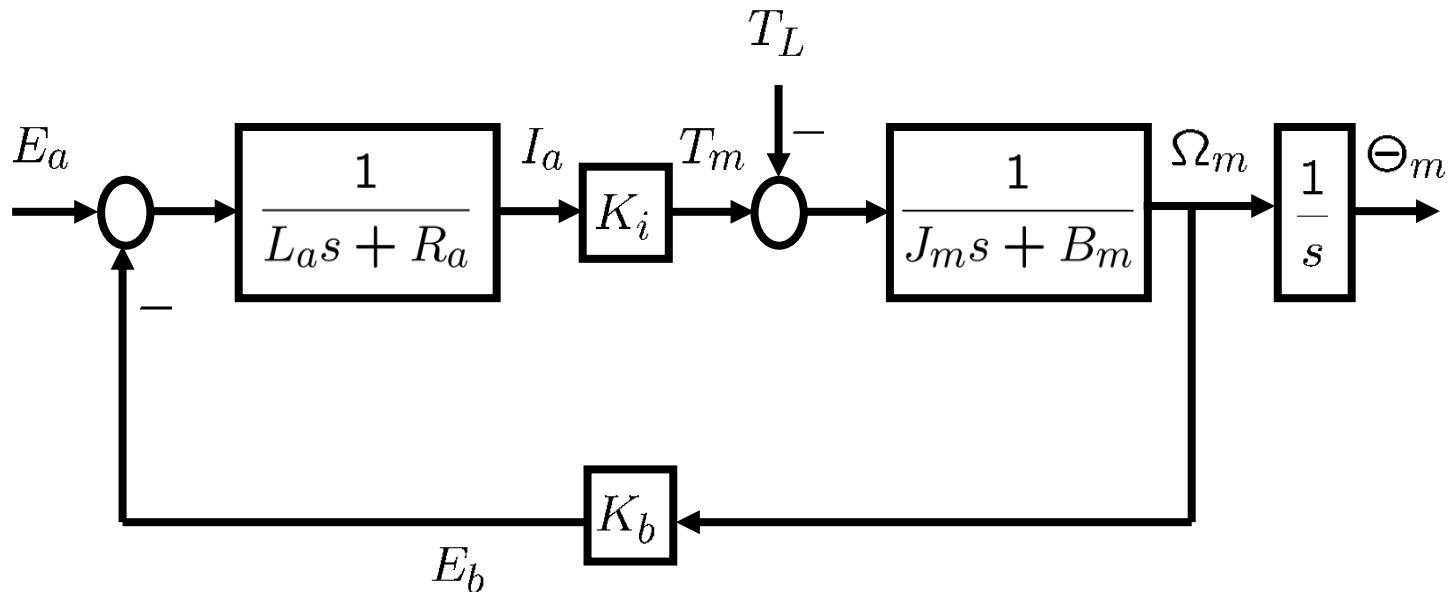 T_L
E_a
1
L_a s + R_a
I_a
K_i
T_m
−
1
J_m s + B_m
Ω_m
1
s
Θ_m
−
K_b
E_b